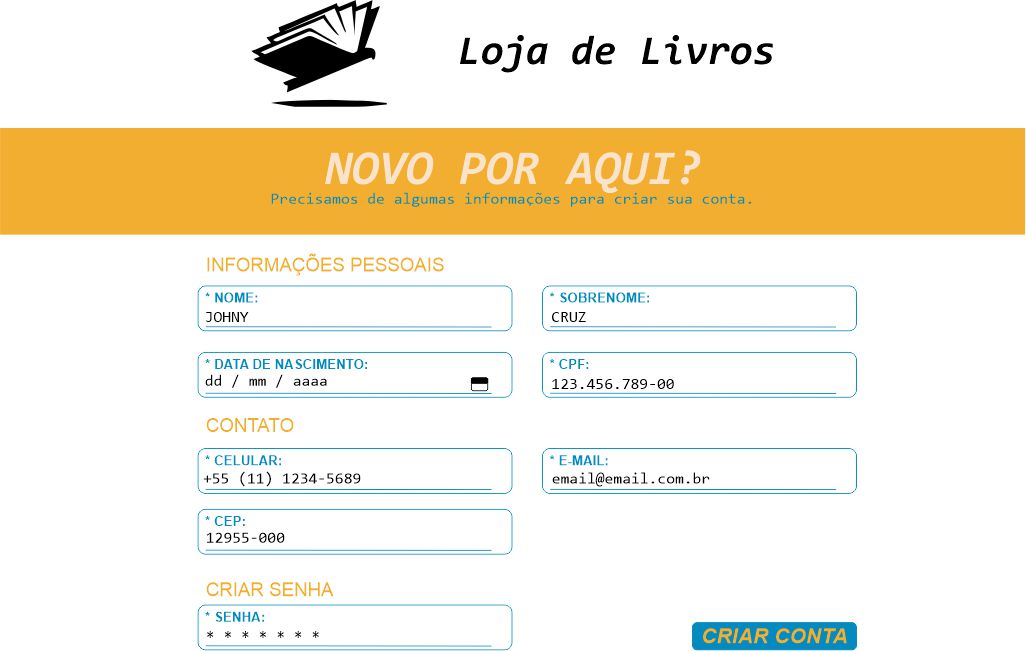 Loja de Livros
NOVO POR AQUI?
Precisamos de algumas informações para criar sua conta.
INFORMAÇÕES PESSOAIS
* NOME:
JOHNY
* SOBRENOME:
CRUZ
* DATA DE NASCIMENTO:
dd / mm / aaaa
* CPF:
123.456.789-00
CONTATO
* CELULAR:
+55 (11) 1234-5689
* E-MAIL:
email@email.com.br
* CEP:
12955-000
CRIAR SENHA
* SENHA:
* * * * * * *
CRIAR CONTA